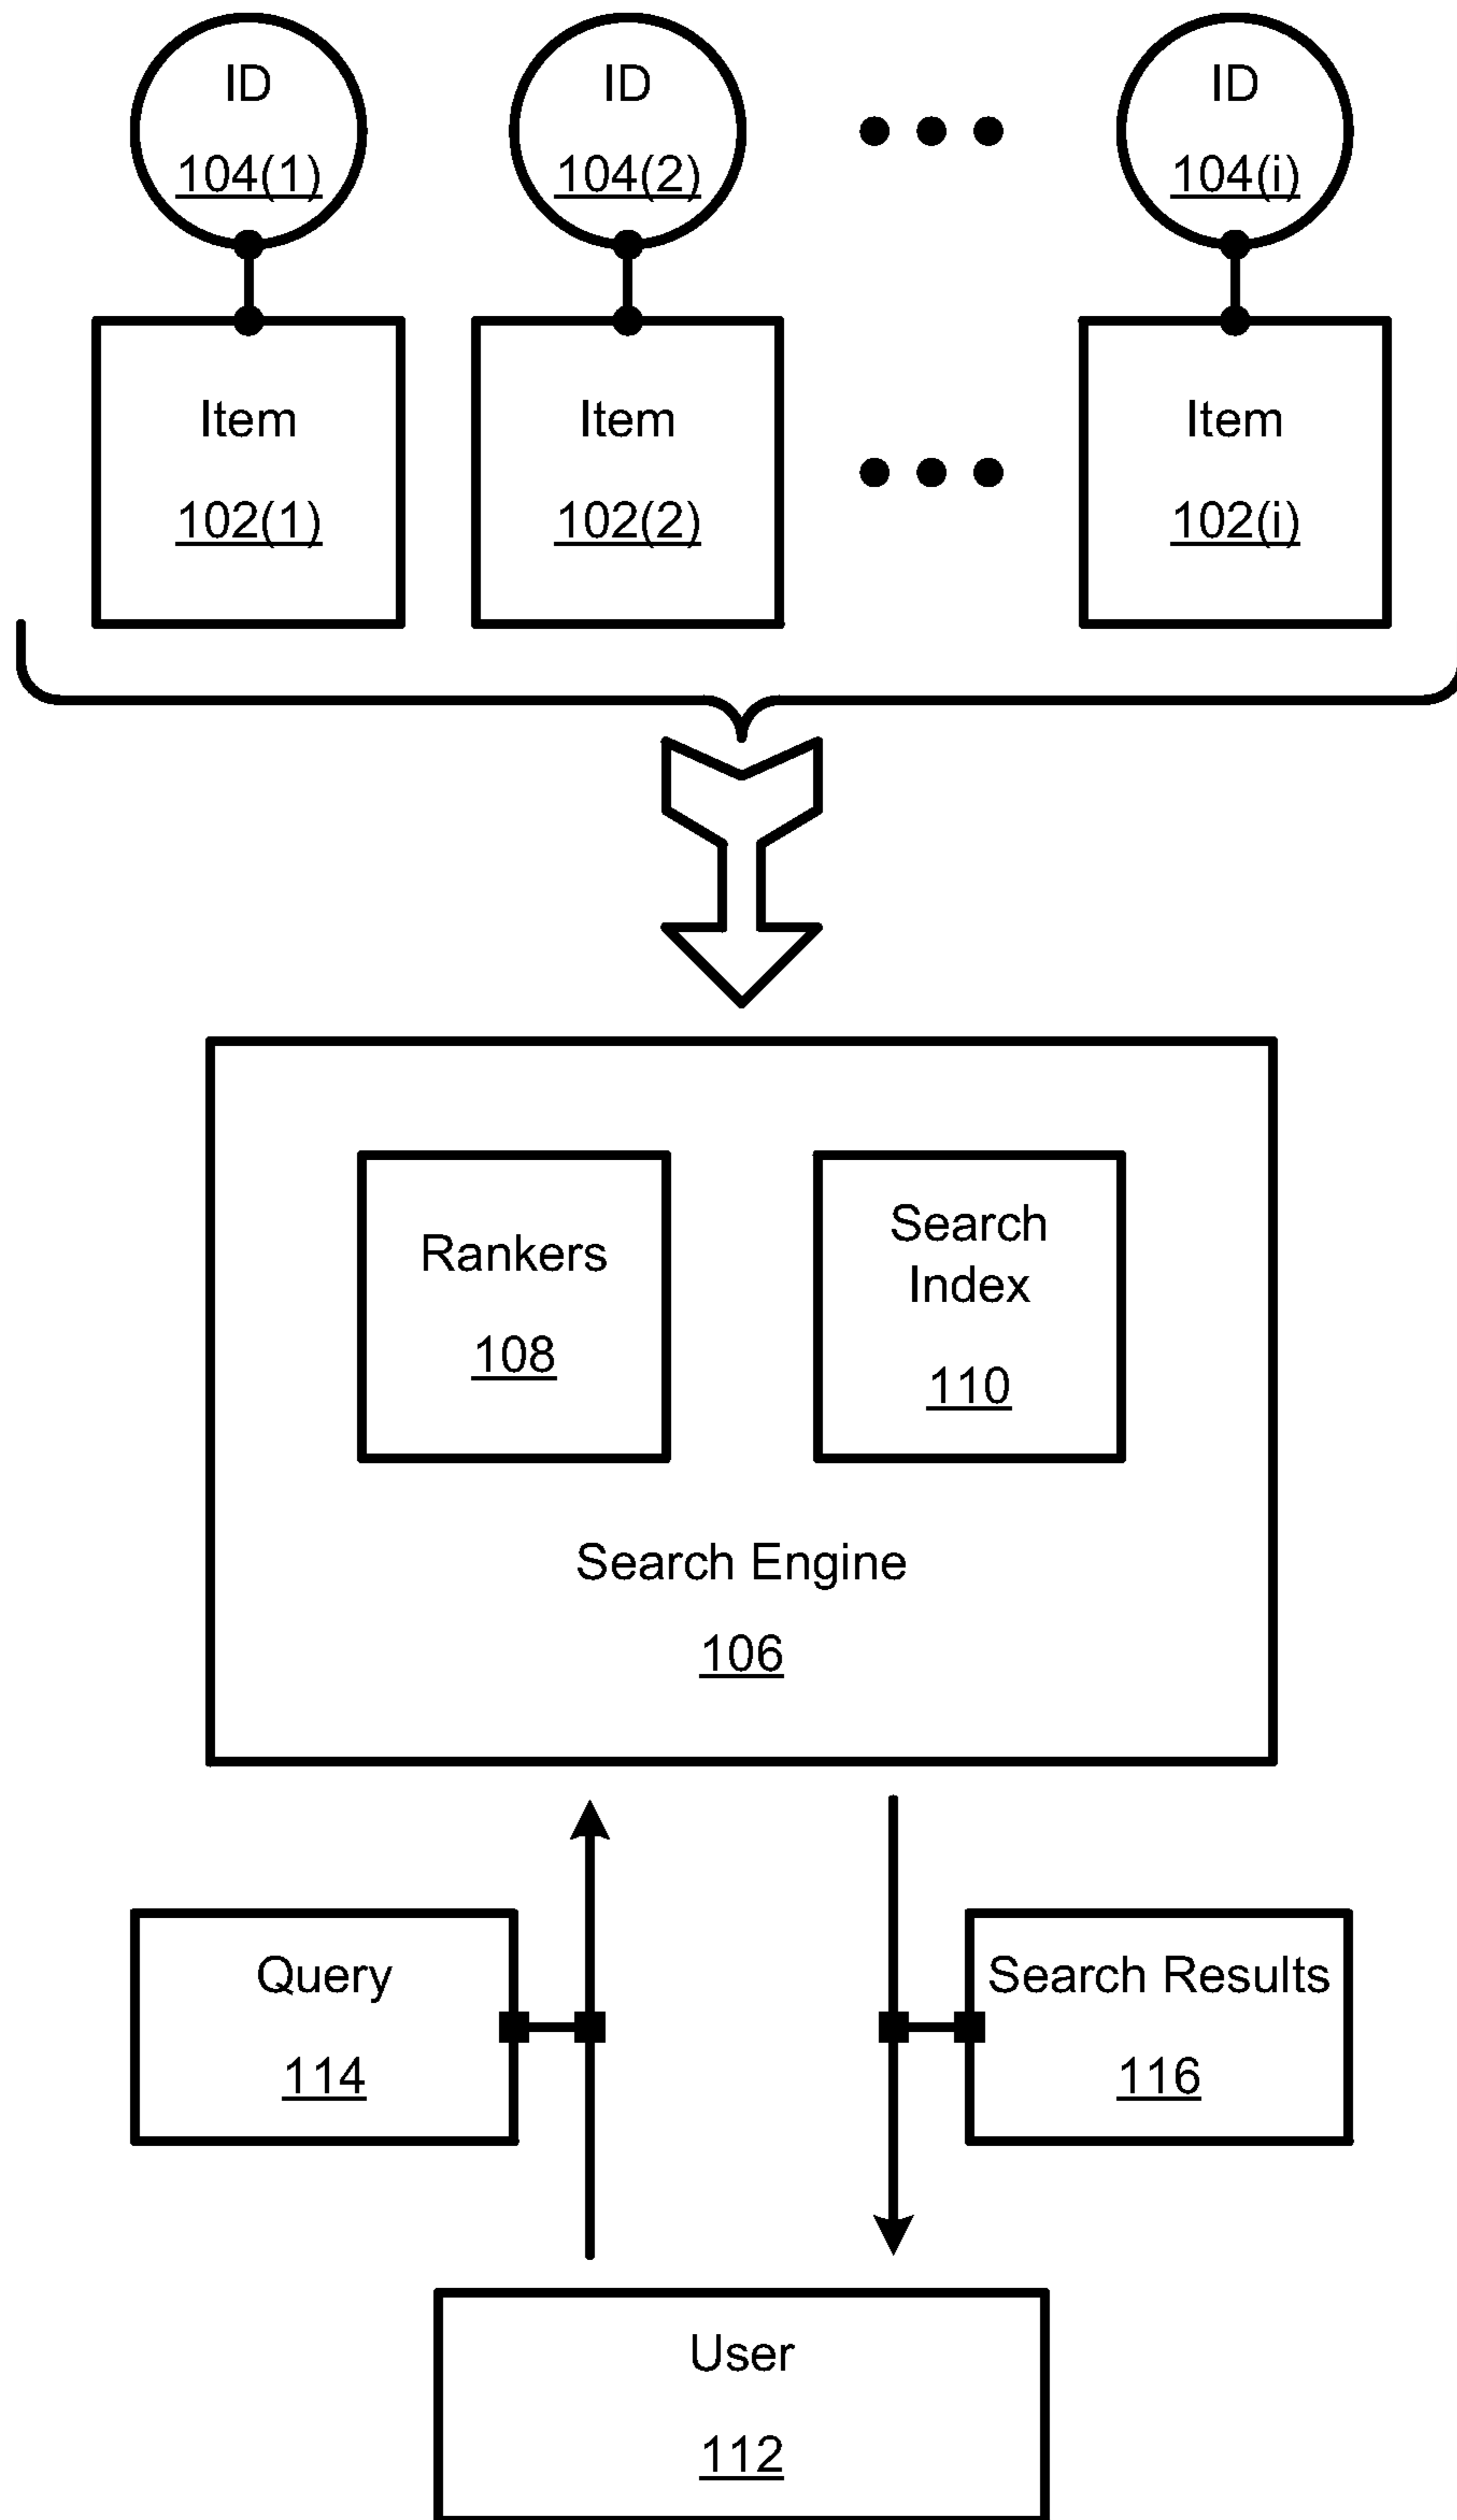 ID ID ID
104(1) 104(2) 104(i)
Item Item Item
102(1) 102(2) 102(i)
Rankers
108
Search
Index
110
Search Engine
106
Query
114
Search Results
116
User
112